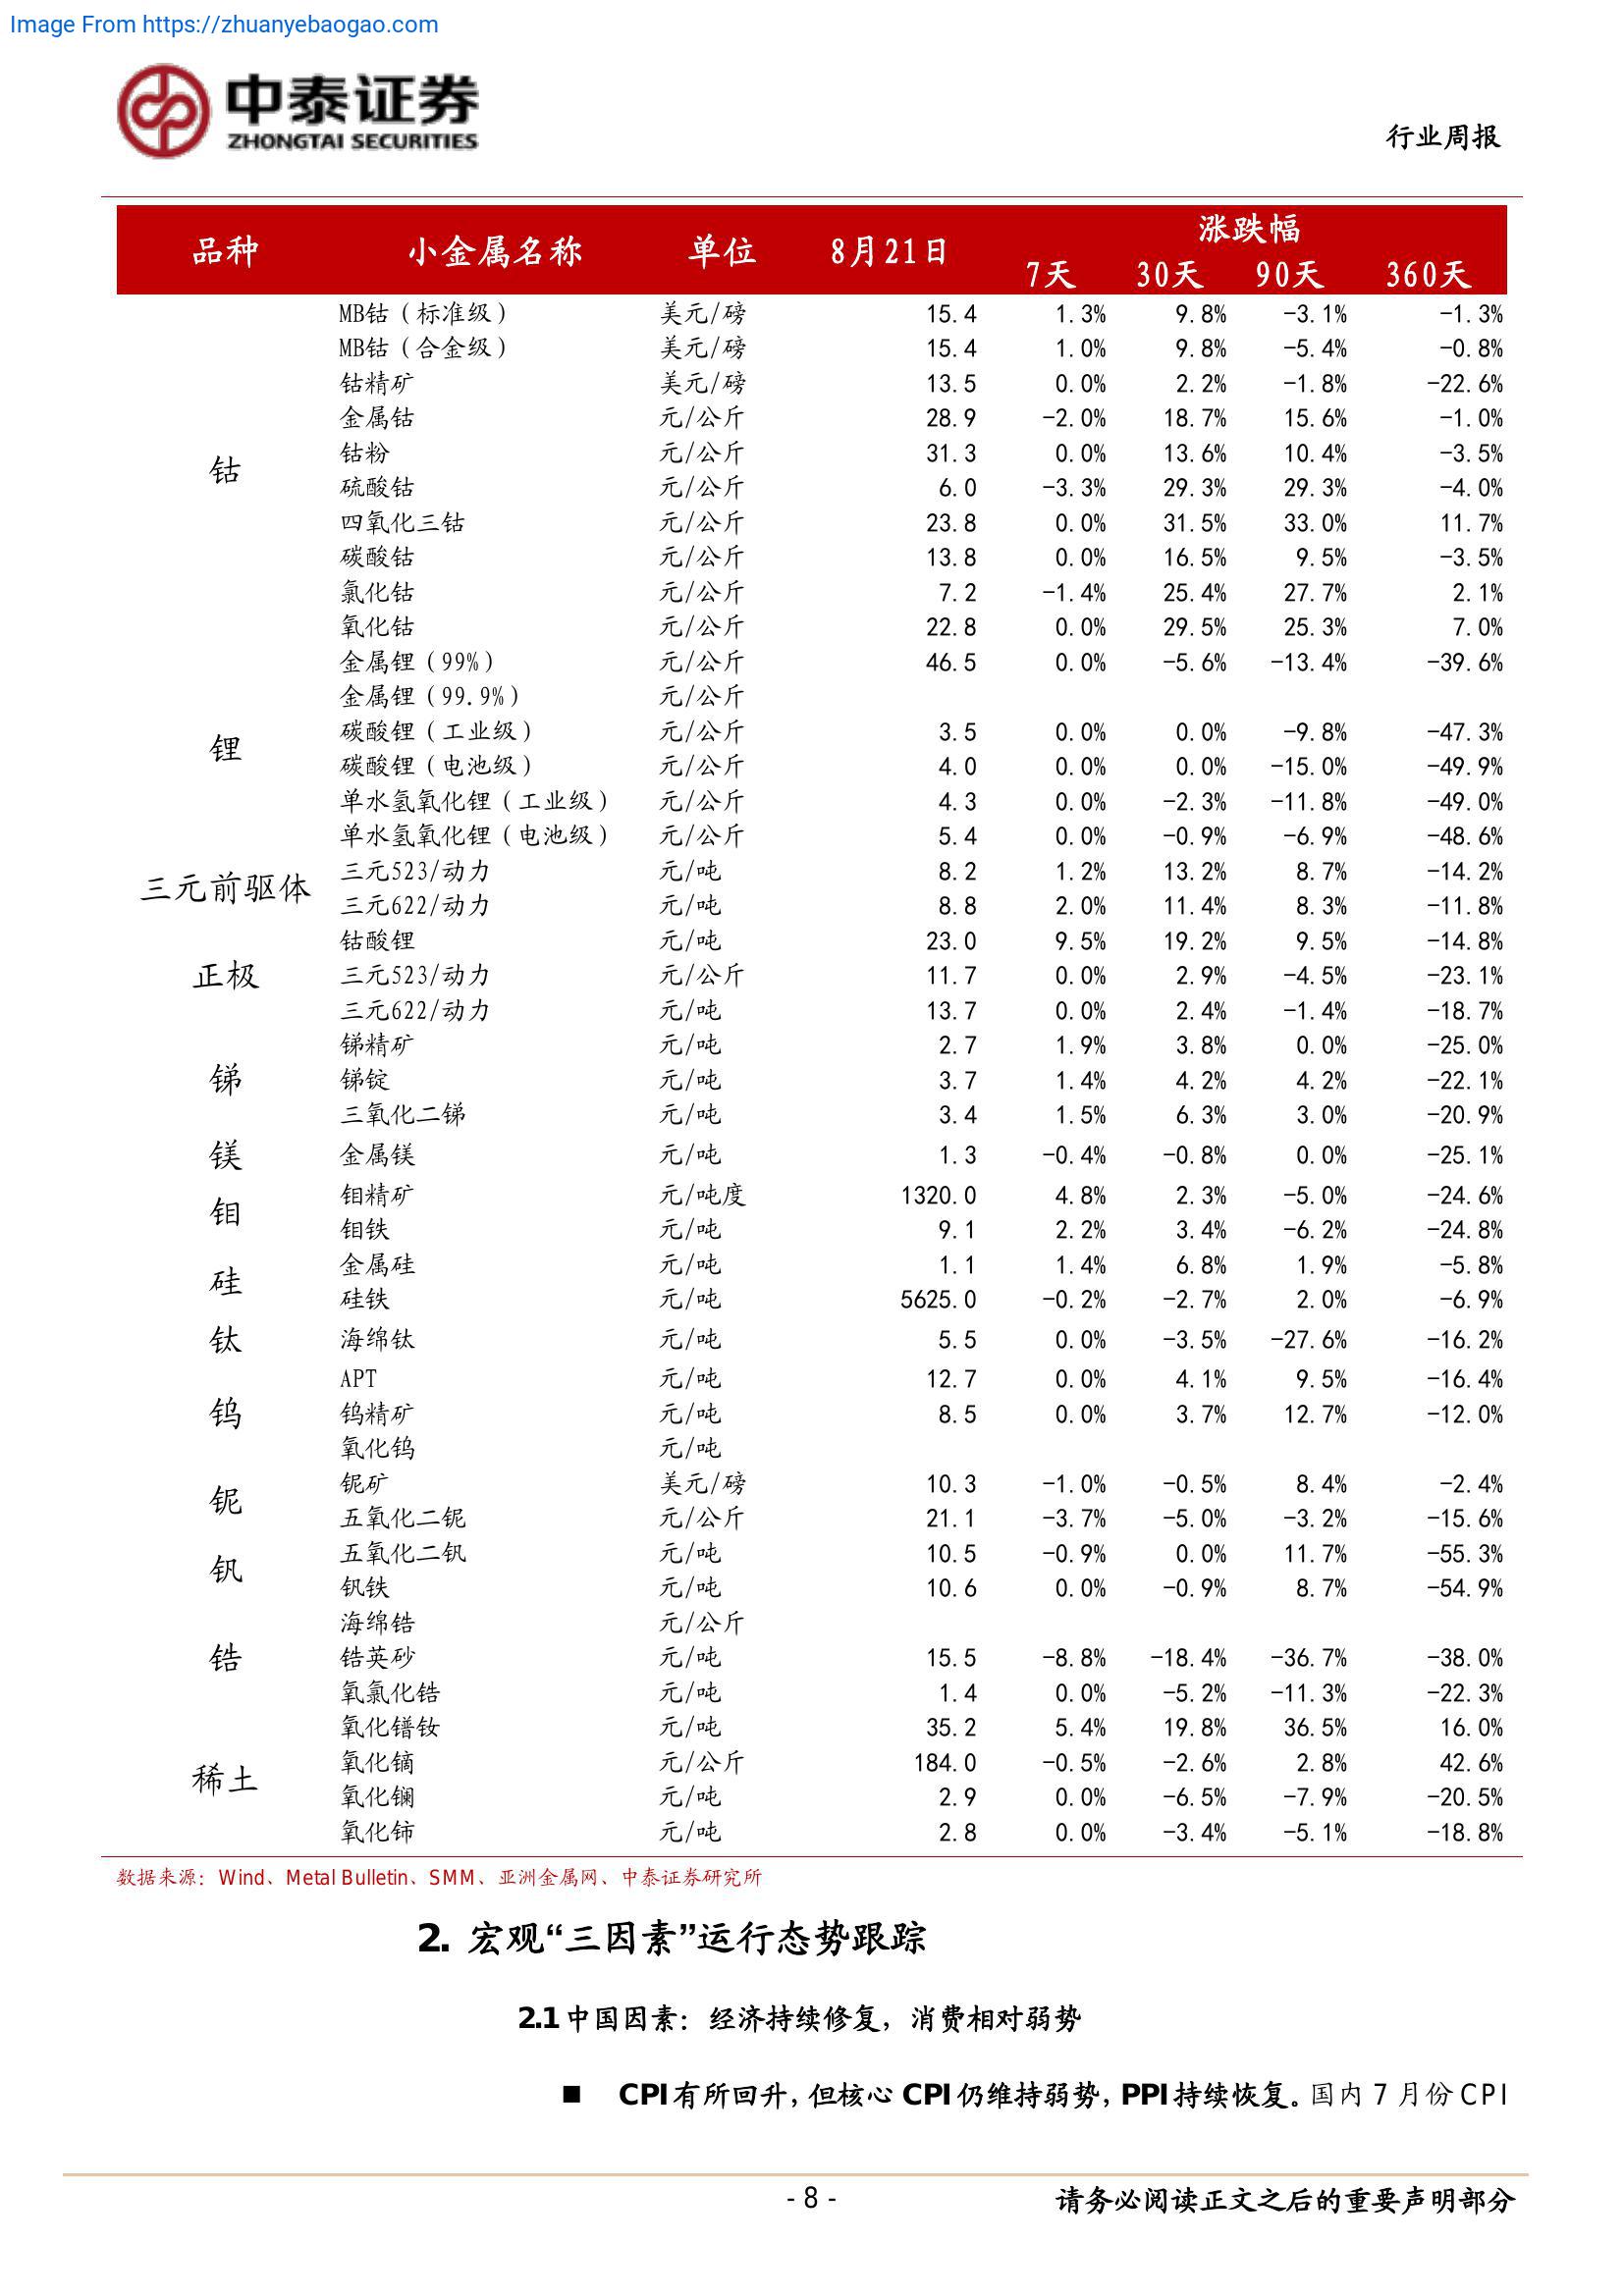 Image From https://zhuanyebaogao.com
中泰证券
ZHONGTAI SECURITIES
行业周报
品种 小金属名称 单位 8月21日 涨跌幅
7天 30天 90天 360天
MB钴（标准级） 美元/磅 15.4 1.3% 9.8% -3.1% -1.3%
MB钴（合金级） 美元/磅 15.4 1.0% 9.8% -5.4% -0.8%
钴精矿 美元/磅 13.5 0.0% 2.2% -1.8% -22.6%
金属钴 元/公斤 28.9 -2.0% 18.7% 15.6% -1.0%
钴粉 元/公斤 31.3 0.0% 13.6% 10.4% -3.5%
钴
硫酸钴 元/公斤 6.0 -3.3% 29.3% 29.3% -4.0%
四氧化三钴 元/公斤 23.8 0.0% 31.5% 33.0% 11.7%
碳酸钴 元/公斤 13.8 0.0% 16.5% 9.5% -3.5%
氯化钴 元/公斤 7.2 -1.4% 25.4% 27.7% 2.1%
氧化钴 元/公斤 22.8 0.0% 29.5% 25.3% 7.0%
金属锂（99%） 元/公斤 46.5 0.0% -5.6% -13.4% -39.6%
金属锂（99.9%） 元/公斤
碳酸锂（工业级） 元/公斤 3.5 0.0% 0.0% -9.8% -47.3%
锂
碳酸锂（电池级） 元/公斤 4.0 0.0% 0.0% -15.0% -49.9%
单水氢氧化锂（工业级） 元/公斤 4.3 0.0% -2.3% -11.8% -49.0%
单水氢氧化锂（电池级） 元/公斤 5.4 0.0% -0.9% -6.9% -48.6%
三元523/动力 元/吨 8.2 1.2% 13.2% 8.7% -14.2%
三元前驱体
三元622/动力 元/吨 8.8 2.0% 11.4% 8.3% -11.8%
钴酸锂 元/吨 23.0 9.5% 19.2% 9.5% -14.8%
正极 三元523/动力 元/公斤 11.7 0.0% 2.9% -4.5% -23.1%
三元622/动力 元/吨 13.7 0.0% 2.4% -1.4% -18.7%
锑精矿 元/吨 2.7 1.9% 3.8% 0.0% -25.0%
锑 锑锭 元/吨 3.7 1.4% 4.2% 4.2% -22.1%
三氧化二锑 元/吨 3.4 1.5% 6.3% 3.0% -20.9%
镁 金属镁 元/吨 1.3 -0.4% -0.8% 0.0% -25.1%
钼精矿 元/吨度 1320.0 4.8% 2.3% -5.0% -24.6%
钼
钼铁 元/吨 9.1 2.2% 3.4% -6.2% -24.8%
金属硅 元/吨 1.1 1.4% 6.8% 1.9% -5.8%
硅
硅铁 元/吨 5625.0 -0.2% -2.7% 2.0% -6.9%
钛 海绵钛 元/吨 5.5 0.0% -3.5% -27.6% -16.2%
APT 元/吨 12.7 0.0% 4.1% 9.5% -16.4%
钨 钨精矿 元/吨 8.5 0.0% 3.7% 12.7% -12.0%
氧化钨 元/吨
铌矿 美元/磅 10.3 -1.0% -0.5% 8.4% -2.4%
铌
五氧化二铌 元/公斤 21.1 -3.7% -5.0% -3.2% -15.6%
五氧化二钒 元/吨 10.5 -0.9% 0.0% 11.7% -55.3%
钒
钒铁 元/吨 10.6 0.0% -0.9% 8.7% -54.9%
海绵锆 元/公斤
锆 锆英砂 元/吨 15.5 -8.8% -18.4% -36.7% -38.0%
氧氯化锆 元/吨 1.4 0.0% -5.2% -11.3% -22.3%
氧化镨钕 元/吨 35.2 5.4% 19.8% 36.5% 16.0%
氧化镝 元/公斤 184.0 -0.5% -2.6% 2.8% 42.6%
稀土
氧化镧 元/吨 2.9 0.0% -6.5% -7.9% -20.5%
氧化铈 元/吨 2.8 0.0% -3.4% -5.1% -18.8%
数据来源：Wind、Metal Bulletin、SMM、亚洲金属网、中泰证券研究所
2. 宏观“三因素”运行态势跟踪
2.1 中国因素：经济持续修复，消费相对弱势
■ CPI 有所回升，但核心 CPI 仍维持弱势，PPI 持续恢复。国内 7 月份 CPI
- 8 -
请务必阅读正文之后的重要声明部分